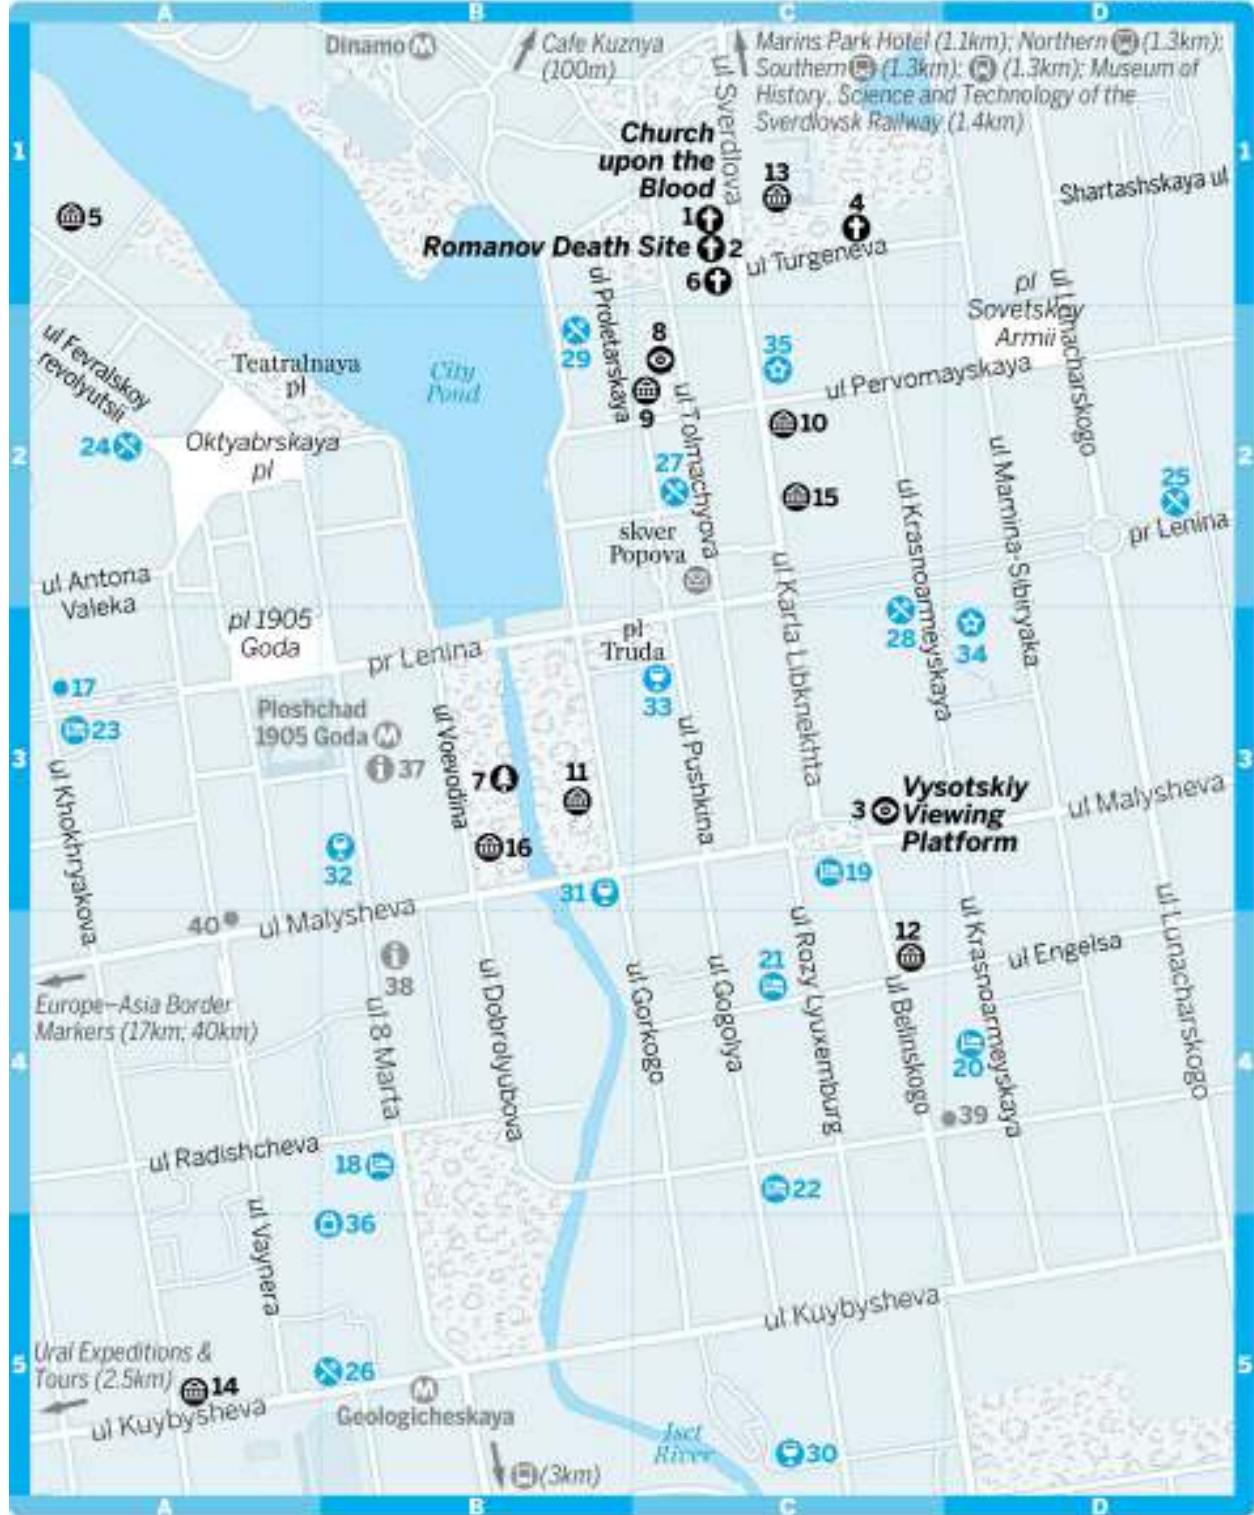 A B C D
Dinamo M
Cafe Kuznya
(100m)
ul Sverdlova
Marins Park Hotel (1.1km); Northern (1.3km);
Southern (1.3km); (1.3km); Museum of
History, Science and Technology of the
Sverdlovsk Railway (1.4km)
1
1
Church
upon the
Blood
13
4
Shartashskaya ul
5
1
Romanov Death Site 2
6
ul Turgeneva
pl
Sovetskoy
Armii
ul Lunacharskogo
ul Proletarskaya
29
8
35
ul Fevralskoy
revolyutsii
Teatralnaya
pl
City
Pond
9
ul Tolmachyova
ul Pervomayskaya
10
24
Oktyabrskaya
pl
2
2
27
15
ul Krasnoarmeyskaya
ul Mamina-Sibiryaka
25
pr Lenina
skver
Popova
ul Antona
Valeka
pl 1905
Goda
pr Lenina
pl
Truda
ul Karla Libknekhta
28
34
17
23
Ploshchad
1905 Goda M
37
33
ul Voevodina
ul Pushkina
3
3
7
11
ul Khokhryakova
3
Vysotskiy
Viewing
Platform
ul Malysheva
32
16
19
31
40
ul Malysheva
12
38
21
ul Engelsa
ul Rozy Lyuxemburg
ul Krasnoarmeyskaya
ul Lunacharskogo
Europe–Asia Border
Markers (17km; 40km)
ul 8 Marta
ul Dobrolyubova
ul Gorkogo
ul Gogolya
ul Belinskogo
20
4
4
39
ul Radishcheva
18
22
36
ul Vaynera
ul Kuybysheva
Ural Expeditions &
Tours (2.5km)
14
26
5
5
ul Kuybysheva
M
Geologicheskaya
Iset
River
30
(3km)
A B C D